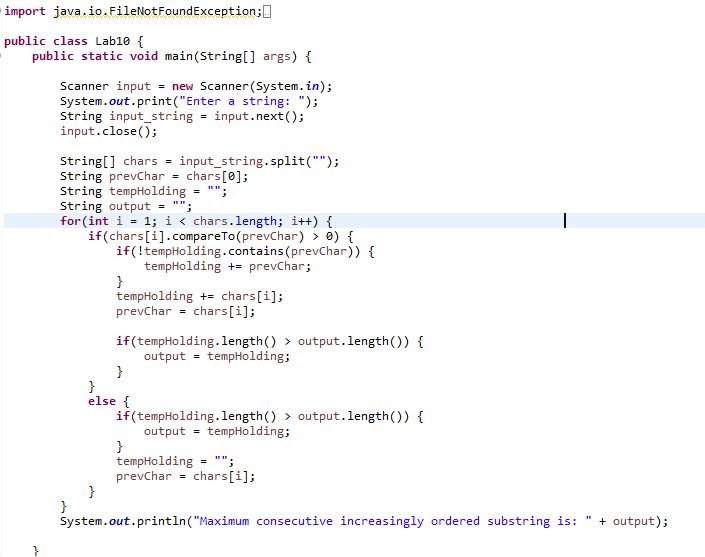 import java.io.FileNotFoundException;
public class Lab10 {
    public static void main(String[] args) {
        Scanner input = new Scanner(System.in);
        System.out.print("Enter a string: ");
        String input_string = input.next();
        input.close();
        String[] chars = input_string.split("");
        String prevChar = chars[0];
        String tempHolding = "";
        String output = "";
        for(int i = 1; i < chars.length; i++) {
            if(chars[i].compareTo(prevChar) > 0) {
                if(!tempHolding.contains(prevChar)) {
                    tempHolding += prevChar;
                }
                tempHolding += chars[i];
                prevChar = chars[i];
                if(tempHolding.length() > output.length()) {
                    output = tempHolding;
                }
            }
            else {
                if(tempHolding.length() > output.length()) {
                    output = tempHolding;
                }
                tempHolding = "";
                prevChar = chars[i];
            }
        }
        System.out.println("Maximum consecutive increasingly ordered substring is: " + output);
    }